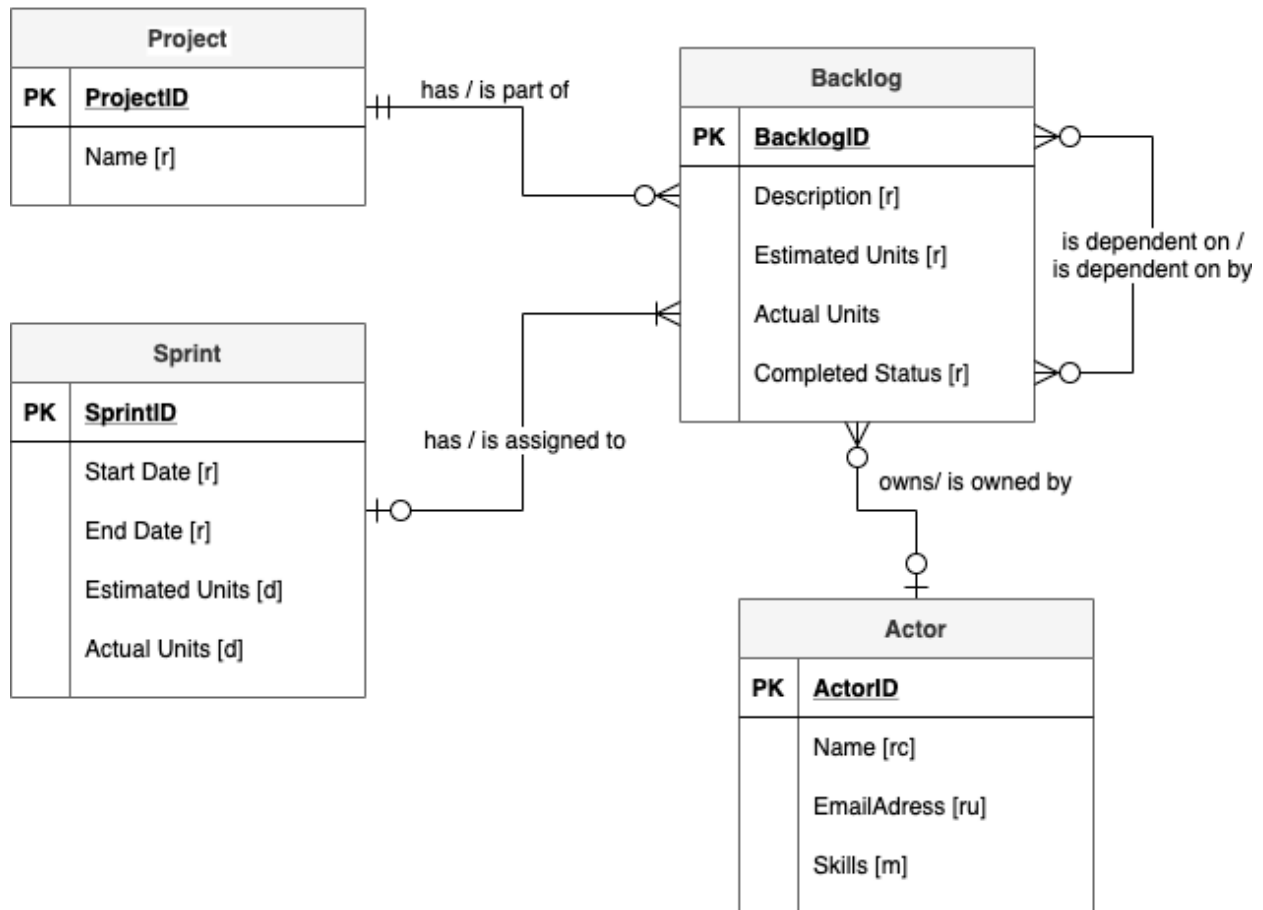 Project
PK ProjectID
Name [r]
has / is part of
Backlog
PK BacklogID
Description [r]
Estimated Units [r]
Actual Units
Completed Status [r]
is dependent on /
is dependent on by
Sprint
PK SprintID
Start Date [r]
End Date [r]
Estimated Units [d]
Actual Units [d]
has / is assigned to
owns/ is owned by
Actor
PK ActorID
Name [rc]
EmailAdress [ru]
Skills [m]